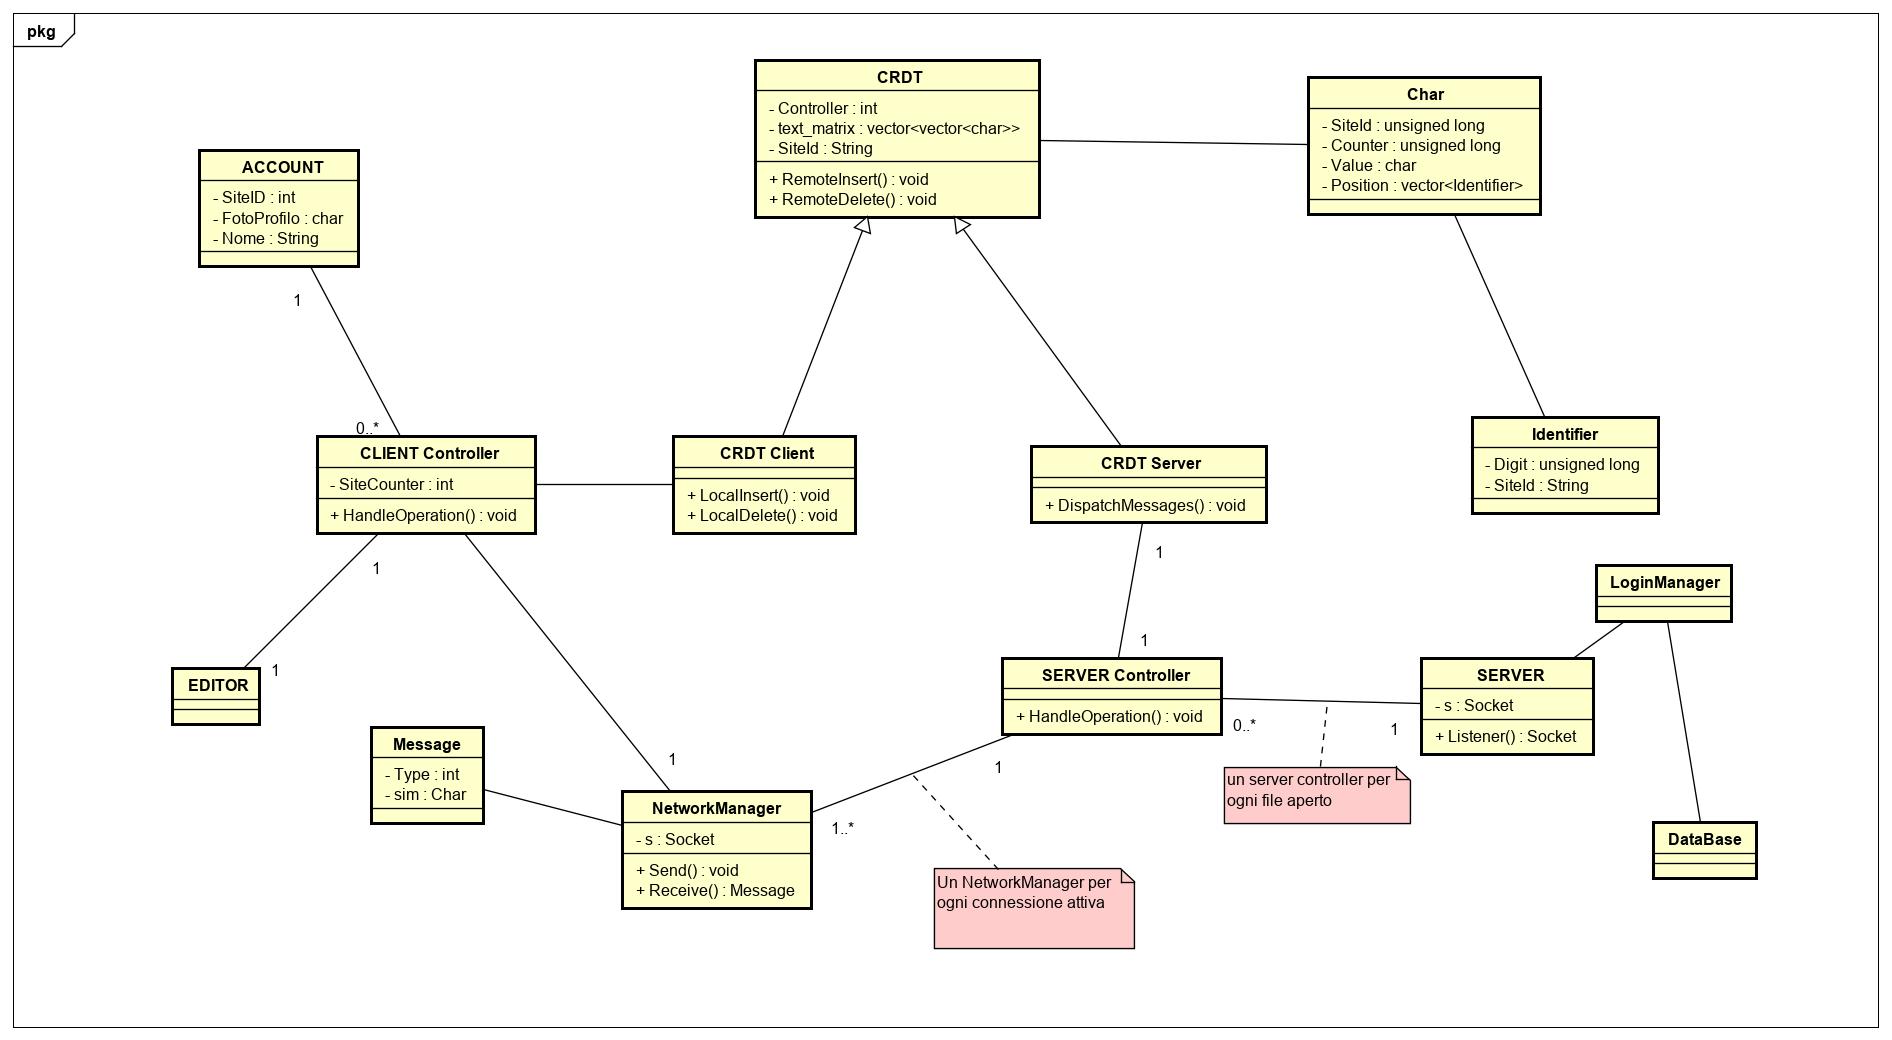 pkg
CRDT
- Controller : int
- text_matrix : vector<vector<char>>
- SiteId : String
+ RemoteInsert() : void
+ RemoteDelete() : void
Char
- SiteId : unsigned long
- Counter : unsigned long
- Value : char
- Position : vector<Identifier>
ACCOUNT
- SiteID : int
- FotoProfilo : char
- Nome : String
1
0..*
CLIENT Controller
- SiteCounter : int
+ HandleOperation() : void
CRDT Client
+ LocalInsert() : void
+ LocalDelete() : void
CRDT Server
+ DispatchMessages() : void
Identifier
- Digit : unsigned long
- SiteId : String
1
1
1
1
LoginManager
EDITOR
SERVER Controller
+ HandleOperation() : void
0..*
1
SERVER
- s : Socket
+ Listener() : Socket
Message
- Type : int
- sim : Char
1
1
1..*
NetworkManager
- s : Socket
+ Send() : void
+ Receive() : Message
un server controller per
ogni file aperto
DataBase
Un NetworkManager per
ogni connessione attiva